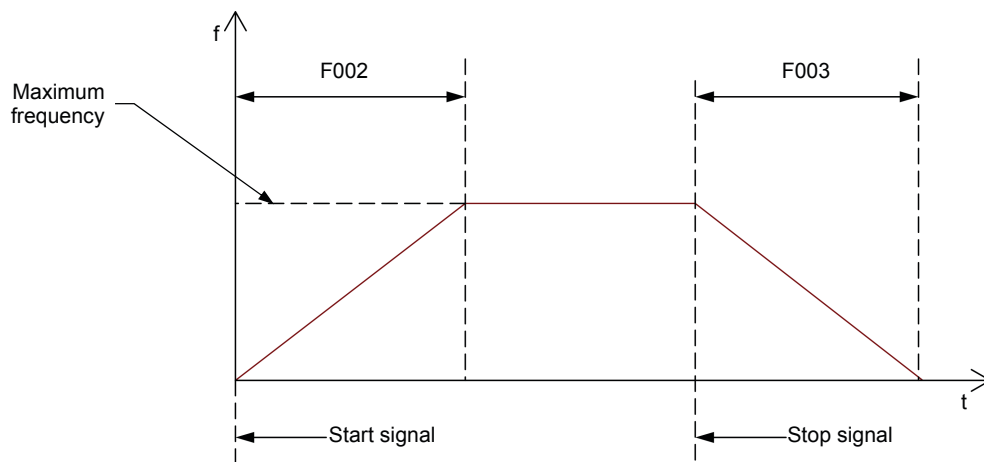 f
F002
F003
Maximum
frequency
t
Start signal
Stop signal